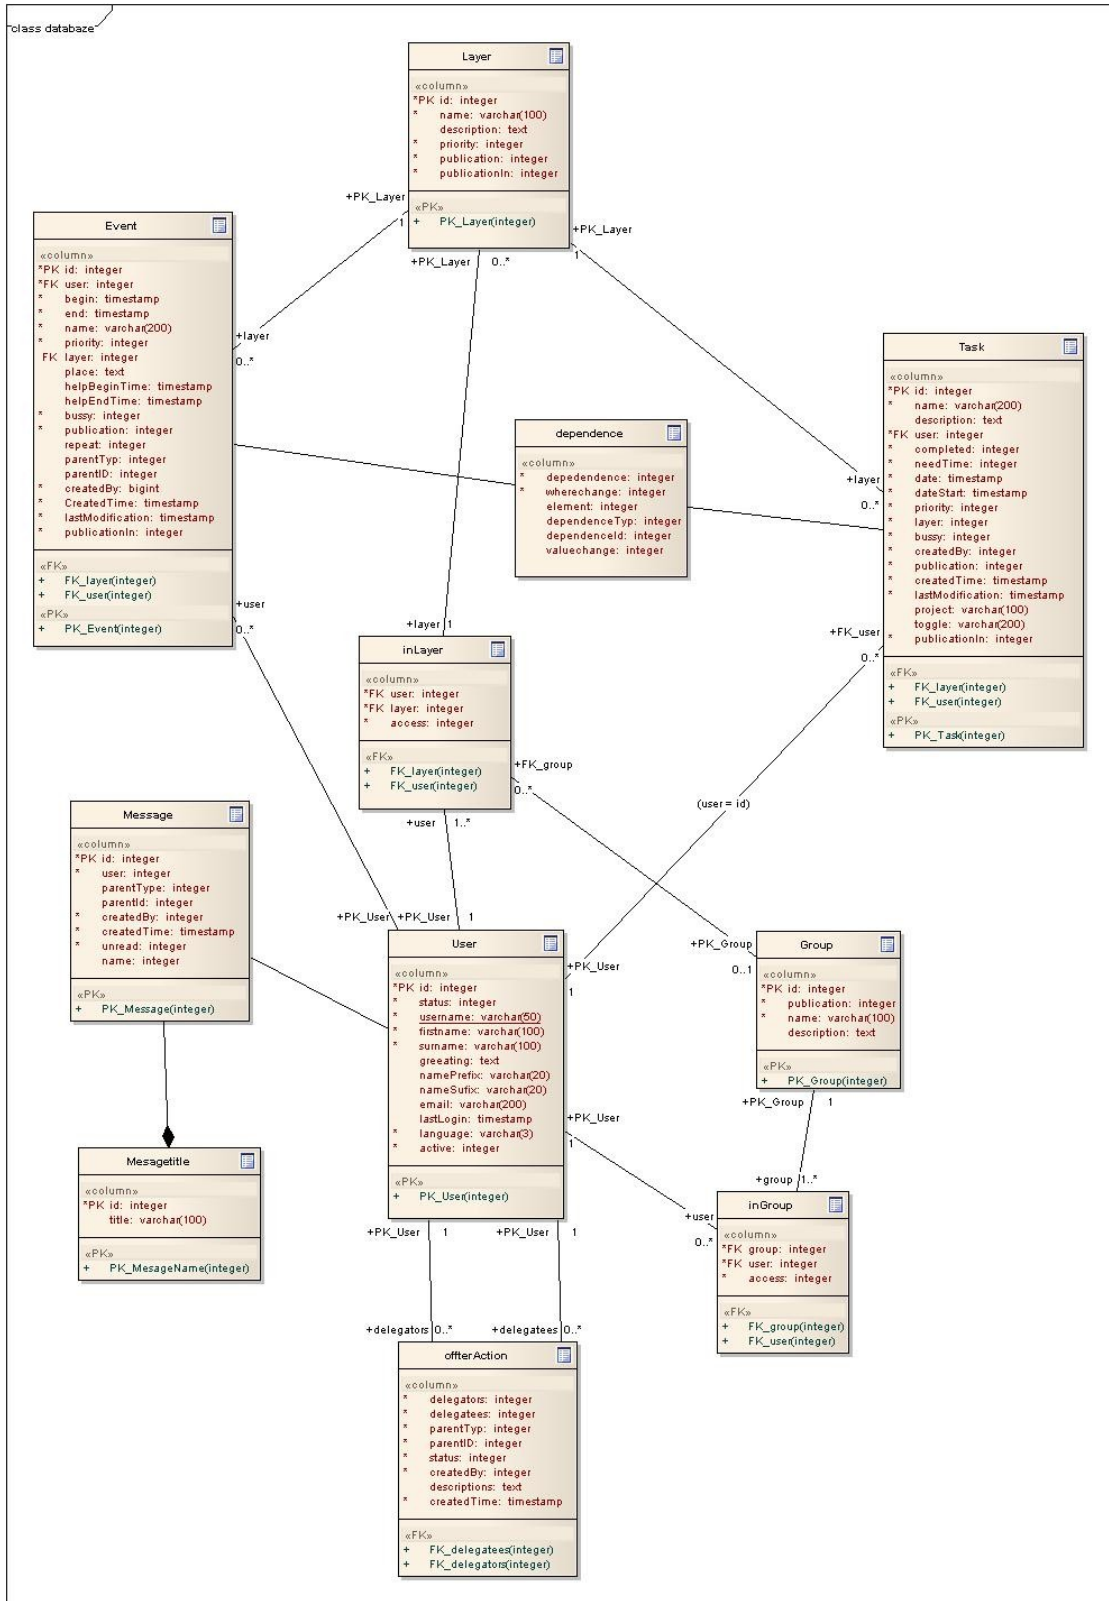 class databaze
Layer
«column»
*PK id: integer
* name: varchar(100)
description: text
* priority: integer
* publication: integer
* publicationIn: integer
«PK»
+ PK_Layer(integer)
+PK_Layer
1
+PK_Layer
0..*
+PK_Layer
1
Event
«column»
*PK id: integer
*FK user: integer
* begin: timestamp
* end: timestamp
* name: varchar(200)
* priority: integer
FK layer: integer
place: text
helpBeginTime: timestamp
helpEndTime: timestamp
* bussy: integer
* publication: integer
repeat: integer
parentTyp: integer
parentID: integer
* createdBy: bigint
* CreatedTime: timestamp
* lastModification: timestamp
* publicationIn: integer
«FK»
+ FK_layer(integer)
+ FK_user(integer)
«PK»
+ PK_Event(integer)
+layer
0..*
+user
0..*
dependence
«column»
* depedendence: integer
* wherechange: integer
element: integer
dependenceTyp: integer
dependenceId: integer
valuechange: integer
Task
«column»
*PK id: integer
* name: varchar(200)
description: text
*FK user: integer
* completed: integer
* needTime: integer
* date: timestamp
* dateStart: timestamp
* priority: integer
* layer: integer
* bussy: integer
* createdBy: integer
* publication: integer
* createdTime: timestamp
* lastModification: timestamp
project: varchar(100)
toggle: varchar(200)
* publicationIn: integer
«FK»
+ FK_layer(integer)
+ FK_user(integer)
«PK»
+ PK_Task(integer)
+layer
0..*
+FK_user
0..*
+layer 1
inLayer
«column»
*FK user: integer
*FK layer: integer
* access: integer
«FK»
+ FK_layer(integer)
+ FK_user(integer)
+FK_group
0..*
+user 1..*
(user = id)
Message
«column»
*PK id: integer
* user: integer
parentType: integer
parentId: integer
* createdBy: integer
* createdTime: timestamp
* unread: integer
name: integer
«PK»
+ PK_Message(integer)
+PK_User +PK_User 1
User
«column»
*PK id: integer
* status: integer
* username: varchar(50)
* firstname: varchar(100)
* surname: varchar(100)
greeating: text
namePrefix: varchar(20)
nameSufix: varchar(20)
email: varchar(200)
lastLogin: timestamp
* language: varchar(3)
* active: integer
«PK»
+ PK_User(integer)
+PK_User
1
+PK_User
1
+PK_Group
0..1
Group
«column»
*PK id: integer
* publication: integer
* name: varchar(100)
description: text
«PK»
+ PK_Group(integer)
+PK_Group 1
+group 1..*
Mesagetitle
«column»
*PK id: integer
title: varchar(100)
«PK»
+ PK_MesageName(integer)
+user
0..*
inGroup
«column»
*FK group: integer
*FK user: integer
* access: integer
«FK»
+ FK_group(integer)
+ FK_user(integer)
+PK_User 1
+PK_User 1
+delegators 0..*
+delegatees 0..*
offterAction
«column»
* delegators: integer
* delegatees: integer
* parentTyp: integer
* parentID: integer
* status: integer
* createdBy: integer
descriptions: text
* createdTime: timestamp
«FK»
+ FK_delegatees(integer)
+ FK_delegators(integer)